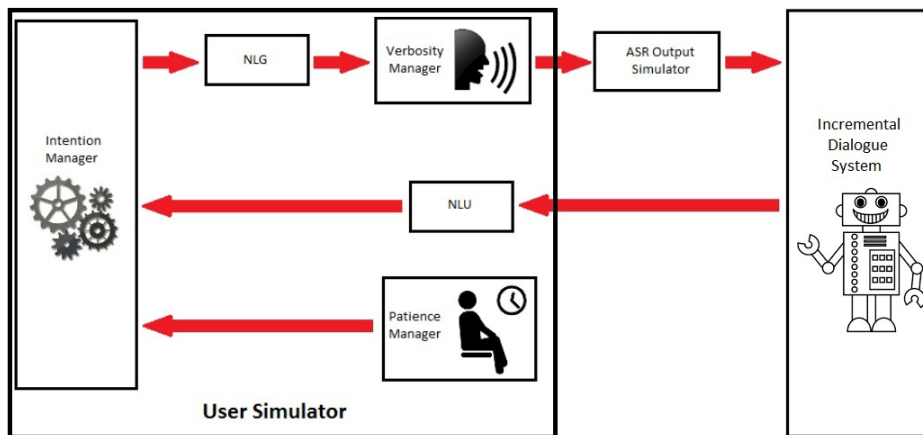 Intention
Manager
NLG
Verbosity
Manager
ASR Output
Simulator
Incremental
Dialogue
System
NLU
Patience
Manager
User Simulator